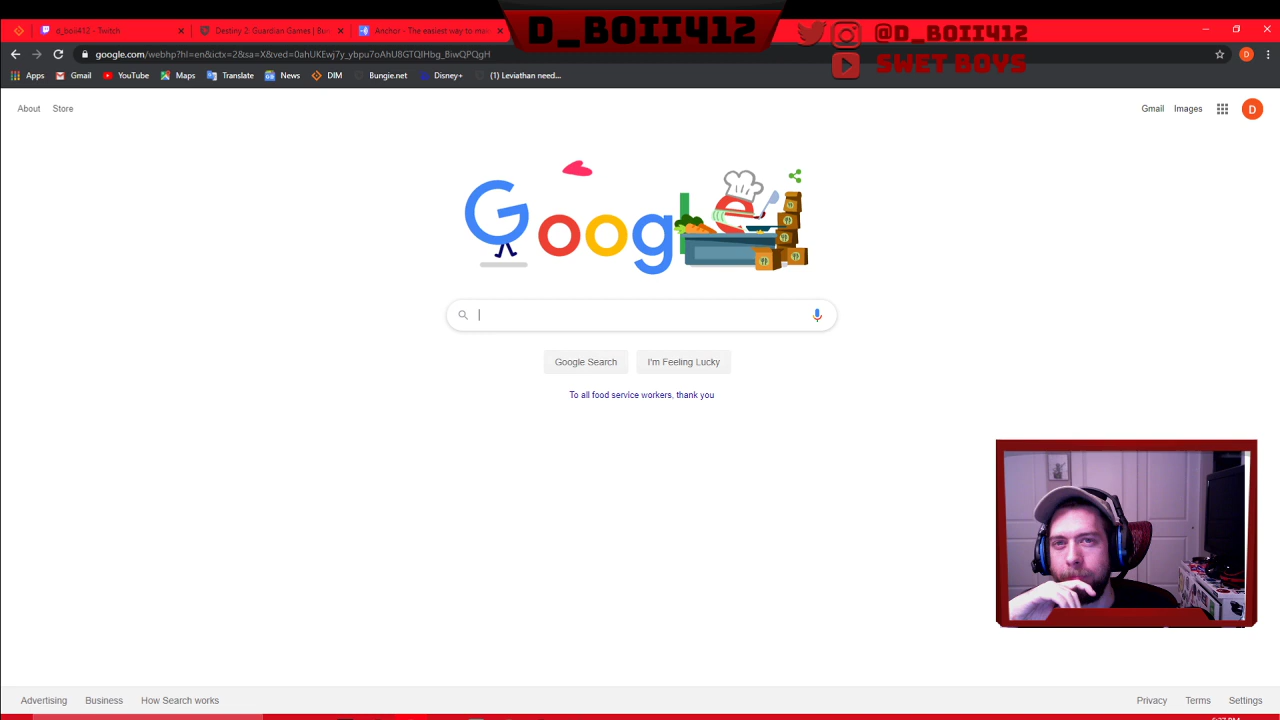 D_BOII412
@D_BOII412
SWET BOYS
d_boii412 - Twitch
Destiny 2: Guardian Games | Bun
Anchor - The easiest way to mak
google.com/webhp?hl=en&ictx=2&sa=X&ved=0ahUKEwj7y_ybpu7oAhU8GTQIHbg_BiwQPQgH
D
Apps Gmail YouTube Maps Translate News DIM Bungie.net Disney+ (1) Leviathan need...
About Store Gmail Images D
Googl
Google Search I'm Feeling Lucky
To all food service workers, thank you
Advertising Business How Search works Privacy Terms Settings